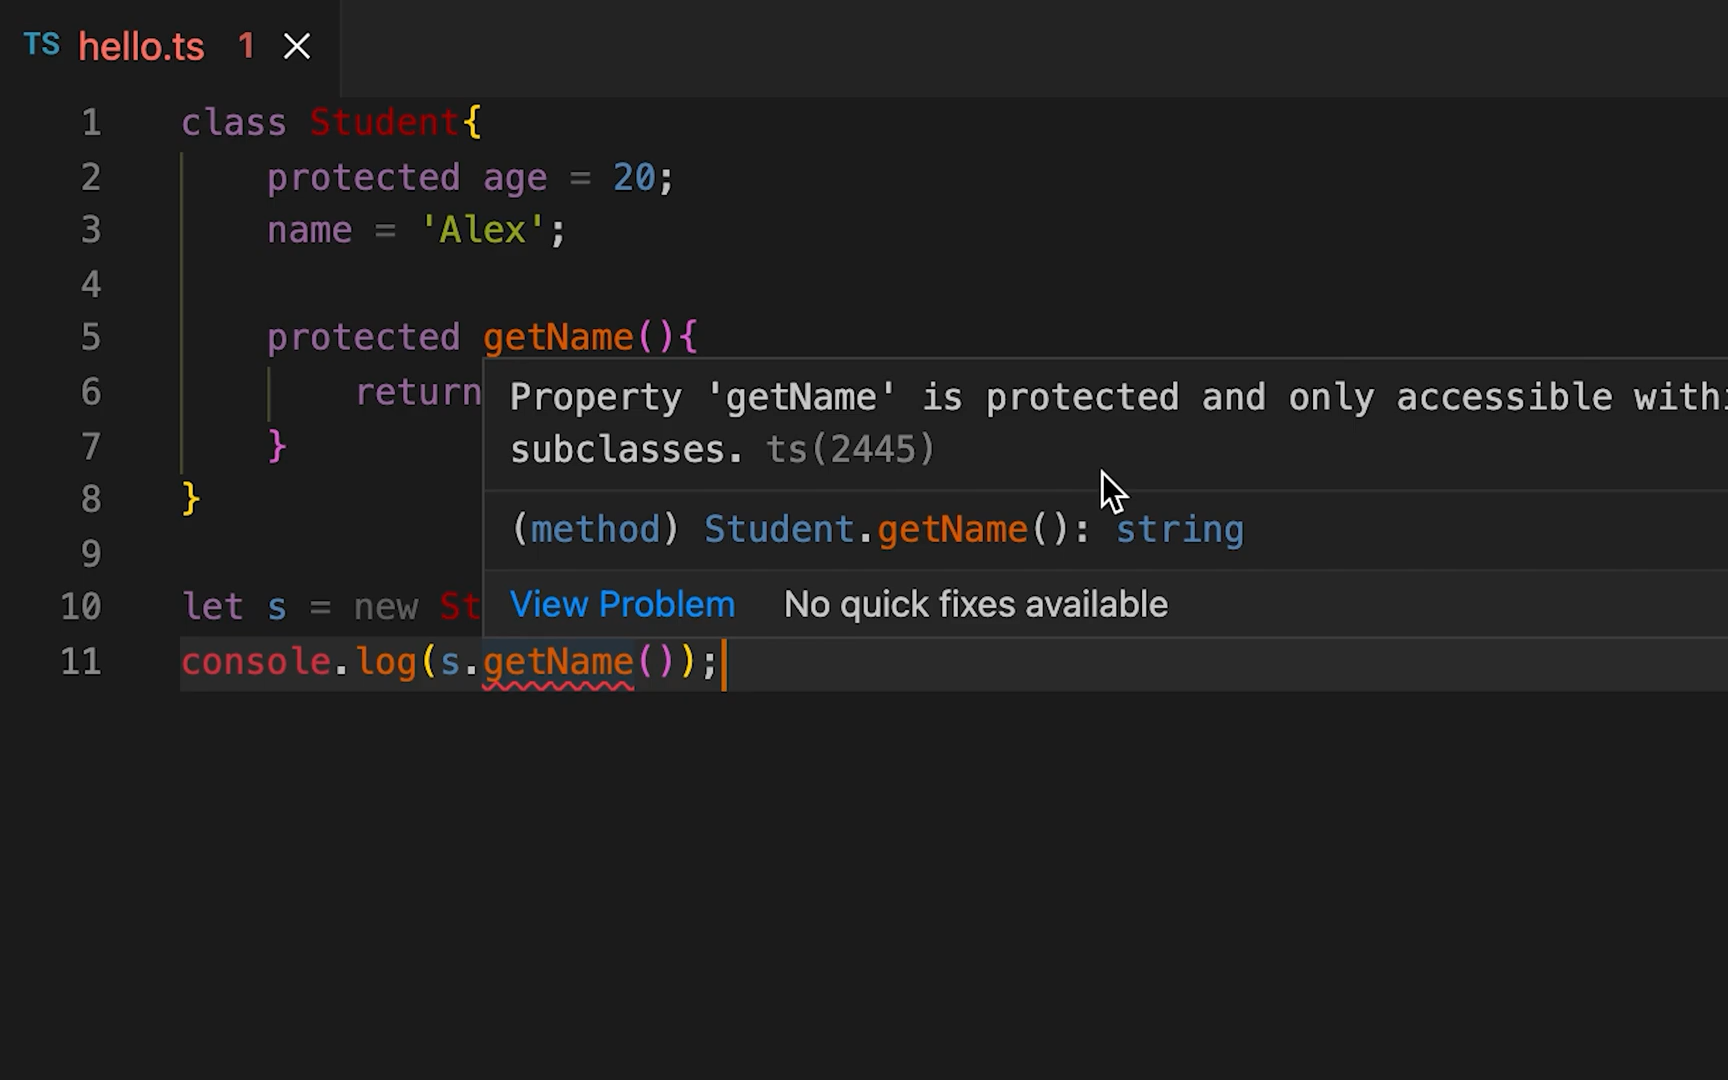 TS hello.ts 1
1 class Student{
2 protected age = 20;
3 name = 'Alex';
4
5 protected getName(){
6 return
Property 'getName' is protected and only accessible
7 }
subclasses. ts(2445)
8 }
(method) Student.getName(): string
9
10 let s = new
View Problem No quick fixes available
11 console.log(s.getName());